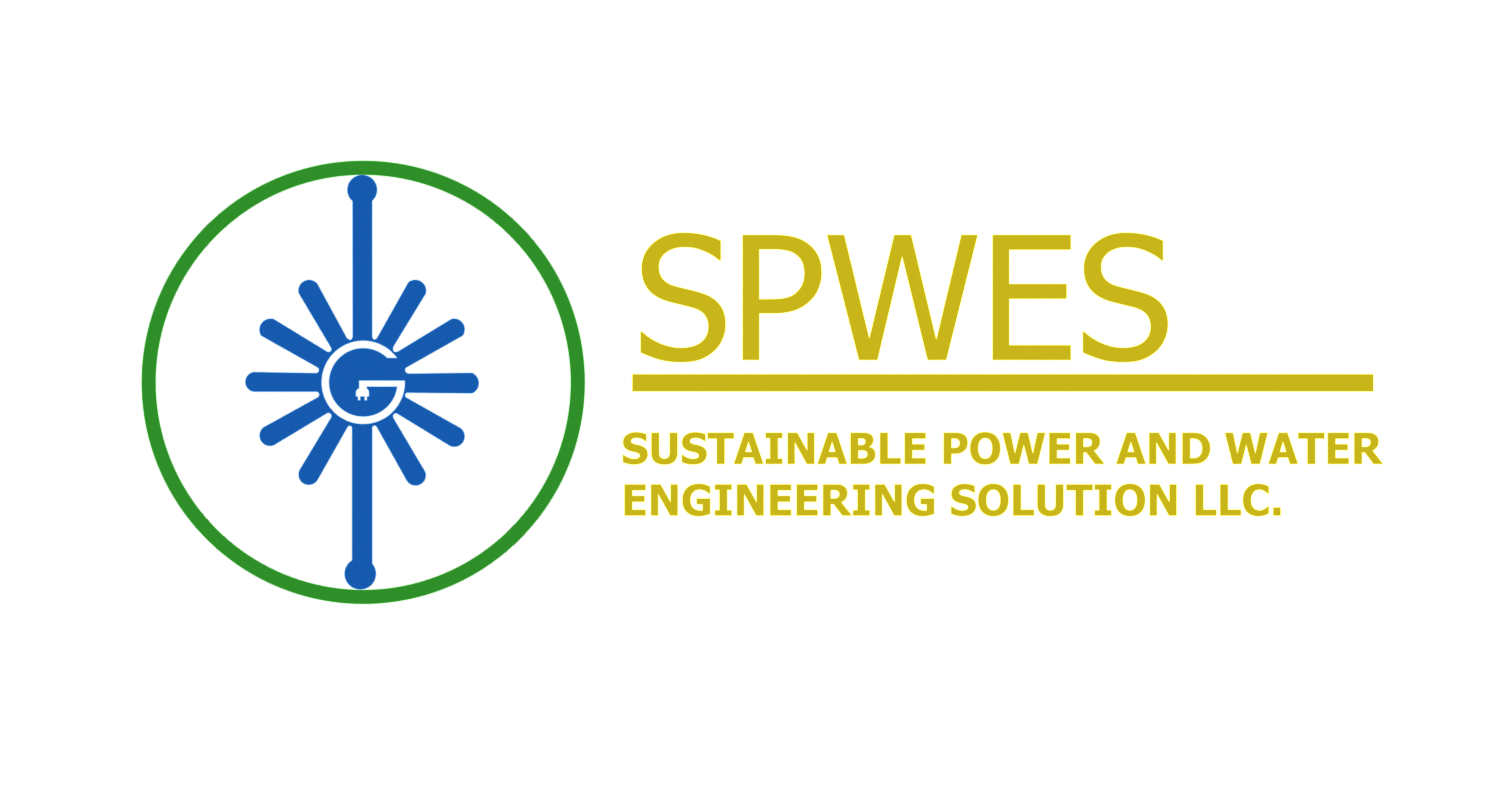 G
SPWES
SUSTAINABLE POWER AND WATER
ENGINEERING SOLUTION LLC.